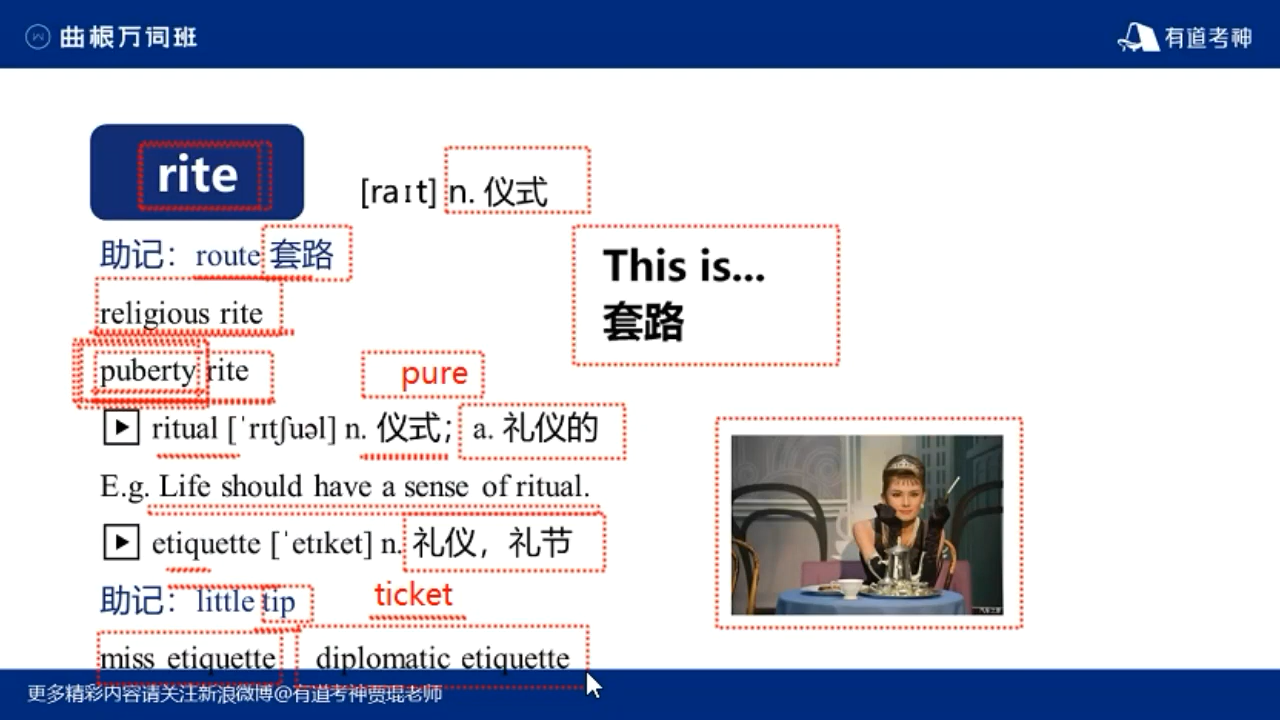 曲根万词班
有道考神
rite
[raɪt] n. 仪式
助记：route 套路
This is...
套路
religious rite
puberty rite
pure
ritual [ˈrɪtʃuəl] n. 仪式；a. 礼仪的
E.g. Life should have a sense of ritual.
etiquette [ˈetɪket] n. 礼仪，礼节
助记：little tip
ticket
miss etiquette diplomatic etiquette
更多精彩内容请关注新浪微博@有道考神贾琨老师